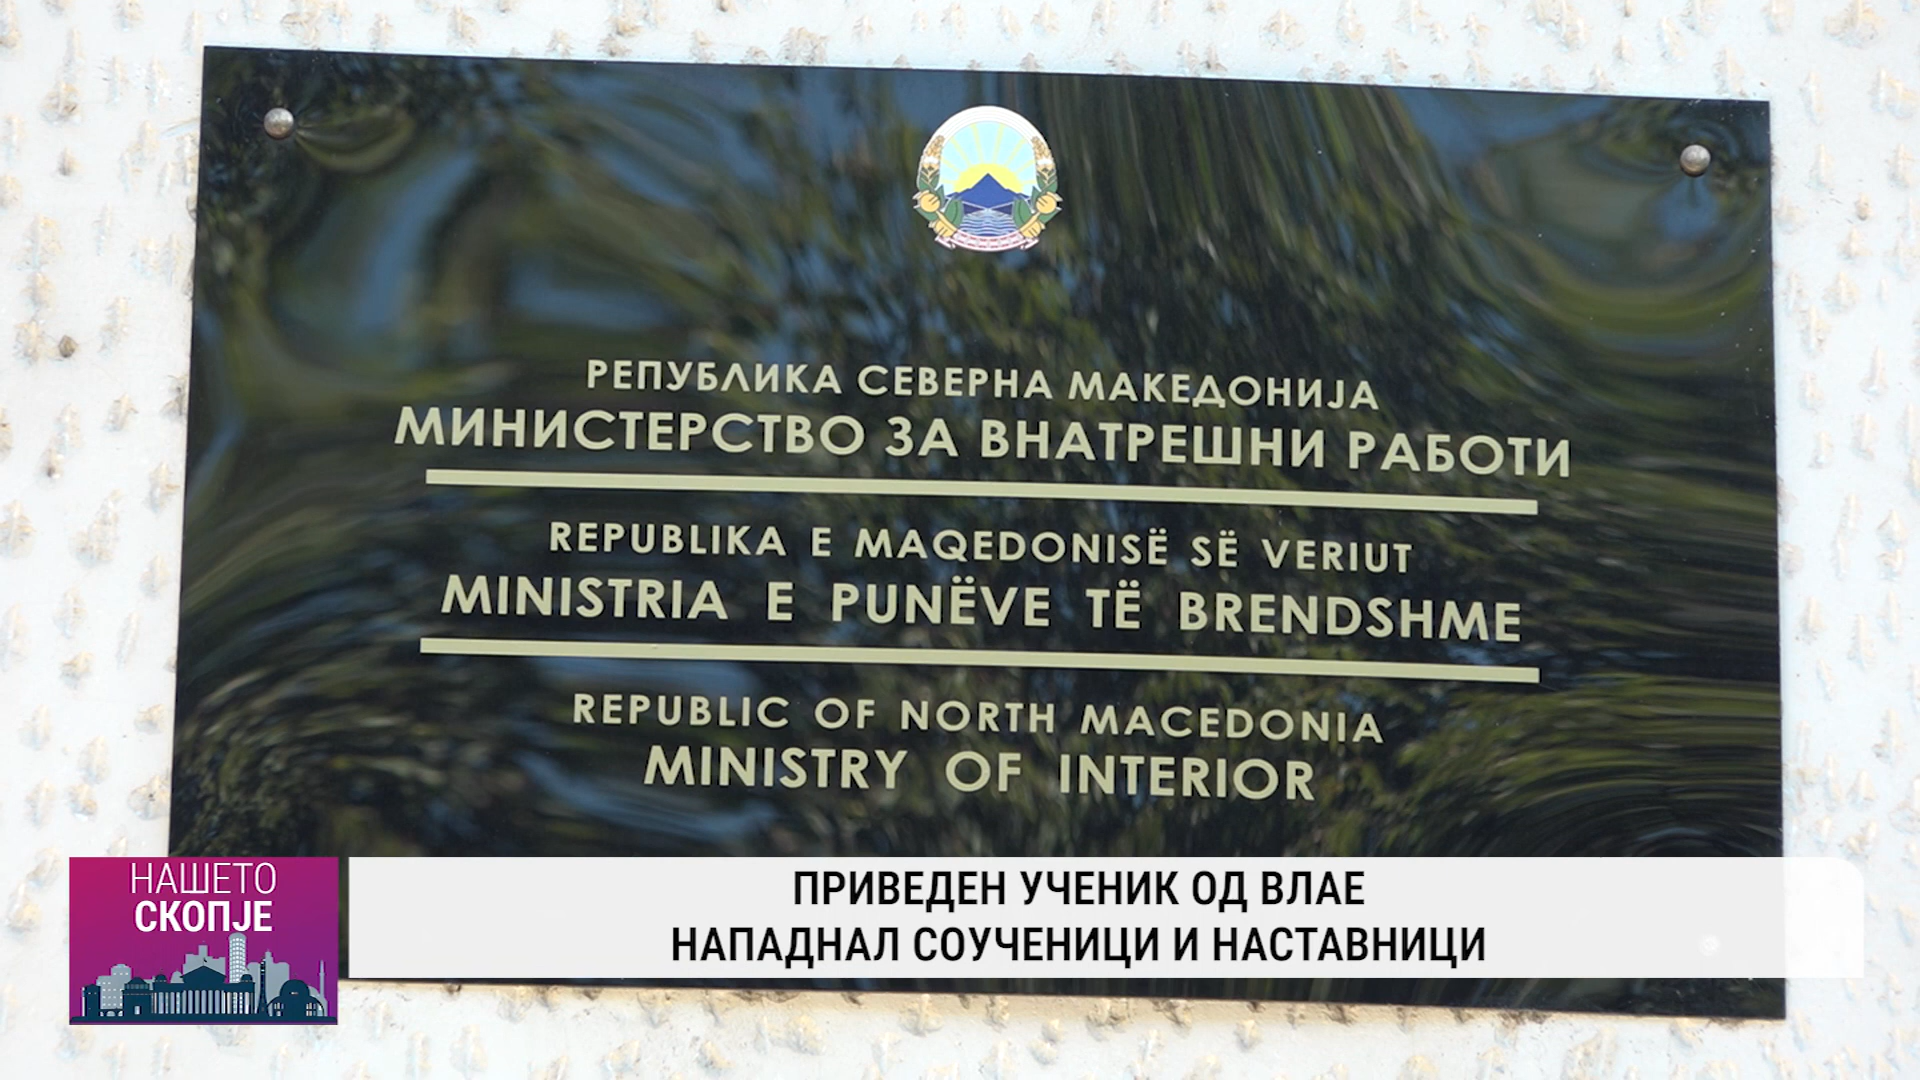 РЕПУБЛИКА СЕВЕРНА МАКЕДОНИЈА
МИНИСТЕРСТВО ЗА ВНАТРЕШНИ РАБОТИ
REPUBLIKA E MAQEDONISË SË VERIUT
MINISTRIA E PUNËVE TË BRENDSHME
REPUBLIC OF NORTH MACEDONIA
MINISTRY OF INTERIOR
НАШЕТО
СКОПЈЕ
ПРИВЕДЕН УЧЕНИК ОД ВЛАЕ
НАПАДНАЛ СОУЧЕНИЦИ И НАСТАВНИЦИ